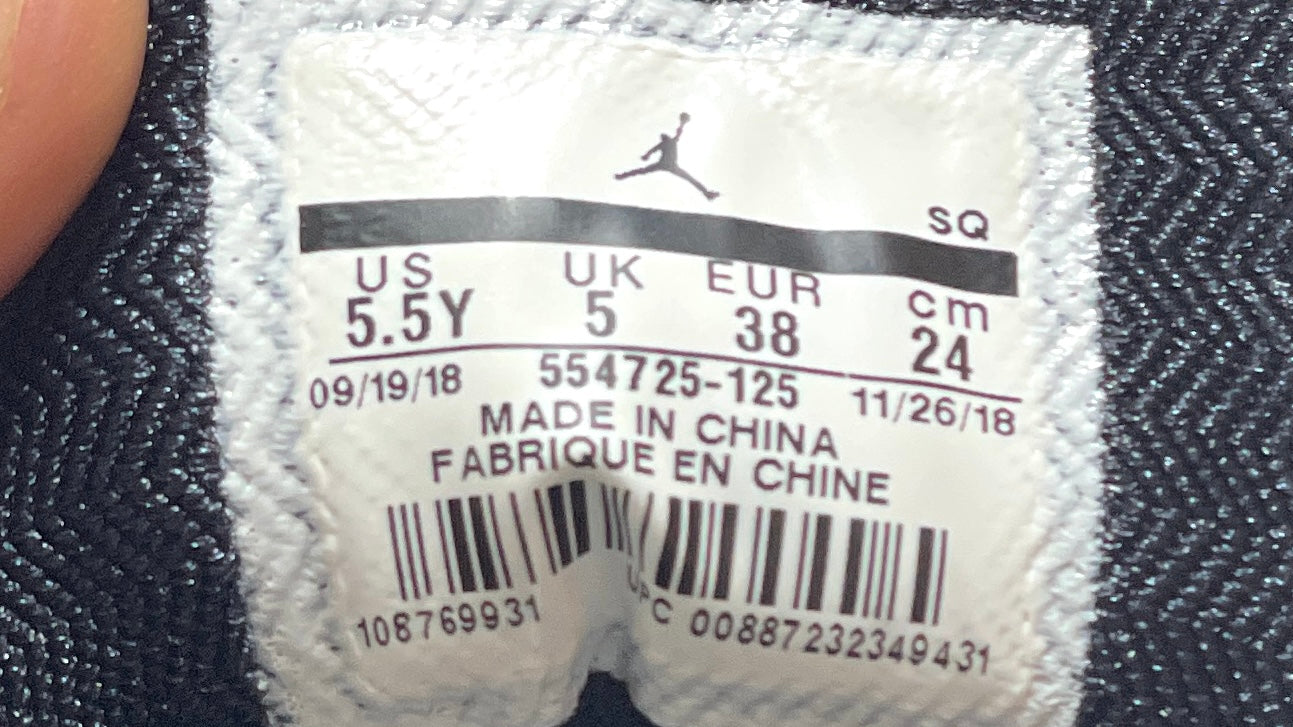 SQ
US UK EUR cm
5.5Y 5 38 24
09/19/18 554725-125 11/26/18
MADE IN CHINA
FABRIQUE EN CHINE
108769931 UPC 00887232349431